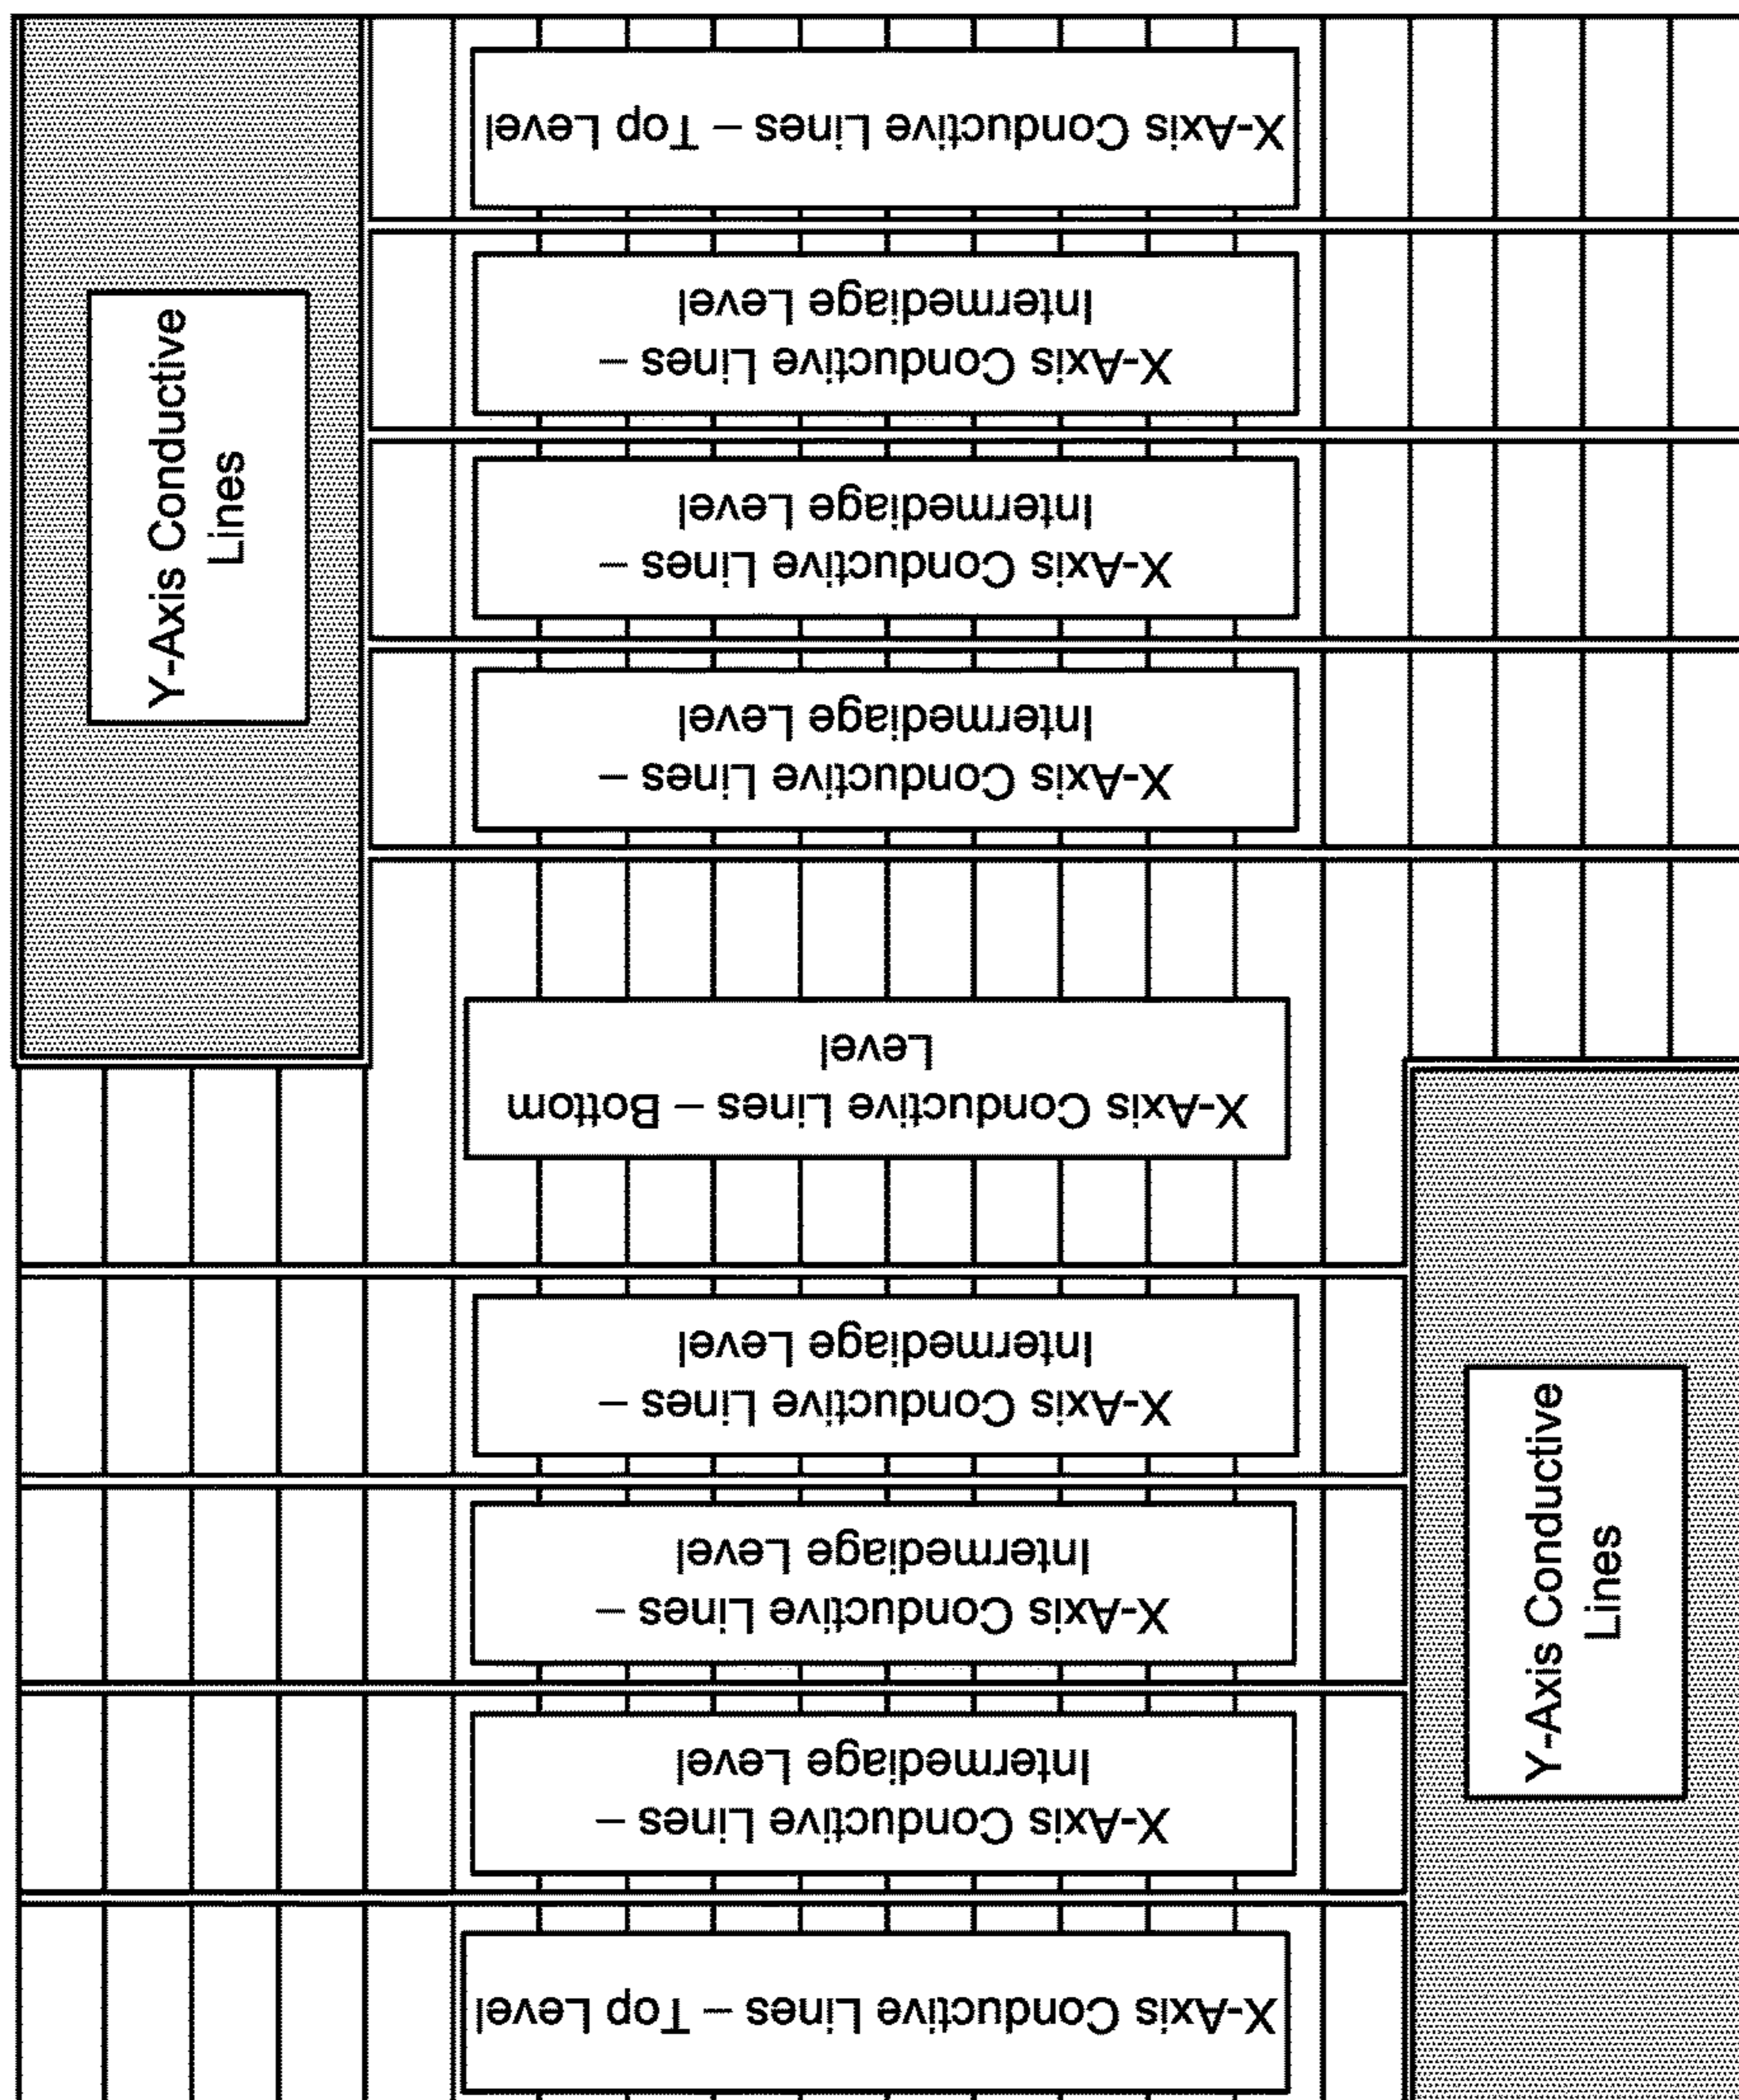 X-Axis Conductive Lines – Top Level
Y-Axis Conductive
Lines
X-Axis Conductive Lines –
Intermediage Level
X-Axis Conductive Lines –
Intermediage Level
X-Axis Conductive Lines –
Intermediage Level
X-Axis Conductive Lines – Bottom
Level
X-Axis Conductive Lines –
Intermediage Level
X-Axis Conductive Lines –
Intermediage Level
Y-Axis Conductive
Lines
X-Axis Conductive Lines –
Intermediage Level
X-Axis Conductive Lines – Top Level